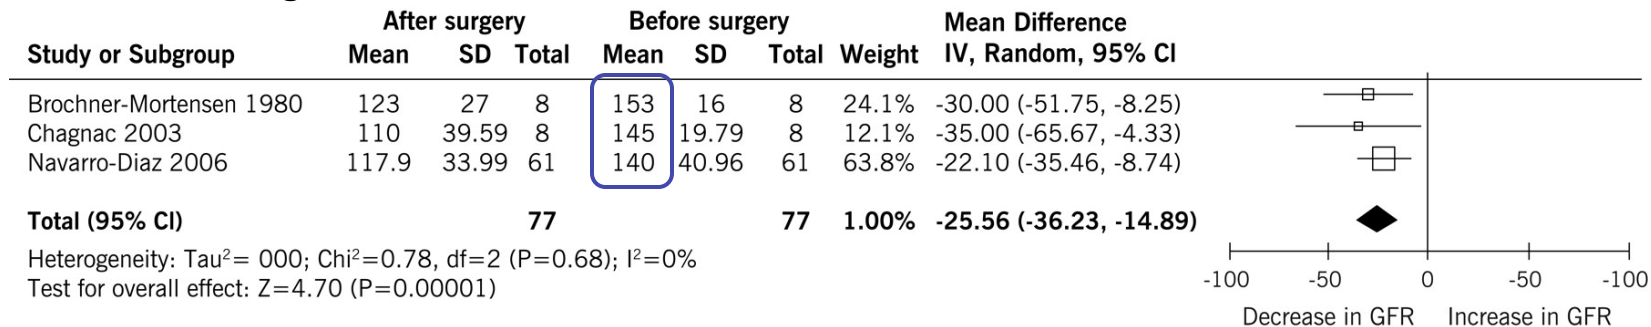 After surgery Before surgery Mean Difference
Study or Subgroup Mean SD Total Mean SD Total Weight IV, Random, 95% CI
Brochner-Mortensen 1980 123 27 8 153 16 8 24.1% -30.00 (-51.75, -8.25)
Chagnac 2003 110 39.59 8 145 19.79 8 12.1% -35.00 (-65.67, -4.33)
Navarro-Diaz 2006 117.9 33.99 61 140 40.96 61 63.8% -22.10 (-35.46, -8.74)
Total (95% CI) 77 77 1.00% -25.56 (-36.23, -14.89)
Heterogeneity: Tau²= 000; Chi²=0.78, df=2 (P=0.68); I²=0%
Test for overall effect: Z=4.70 (P=0.00001)
-100 -50 0 -50 -100
Decrease in GFR Increase in GFR